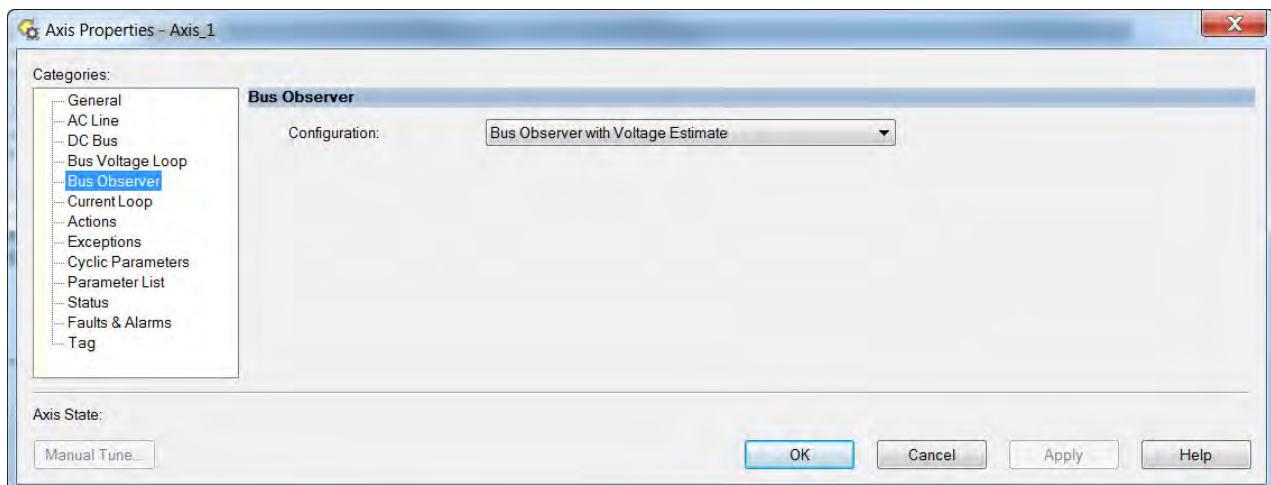 Axis Properties - Axis_1
X
Categories:
General
AC Line
DC Bus
Bus Voltage Loop
Bus Observer
Current Loop
Actions
Exceptions
Cyclic Parameters
Parameter List
Status
Faults & Alarms
Tag
Bus Observer
Configuration: Bus Observer with Voltage Estimate
Axis State:
Manual Tune... OK Cancel Apply Help